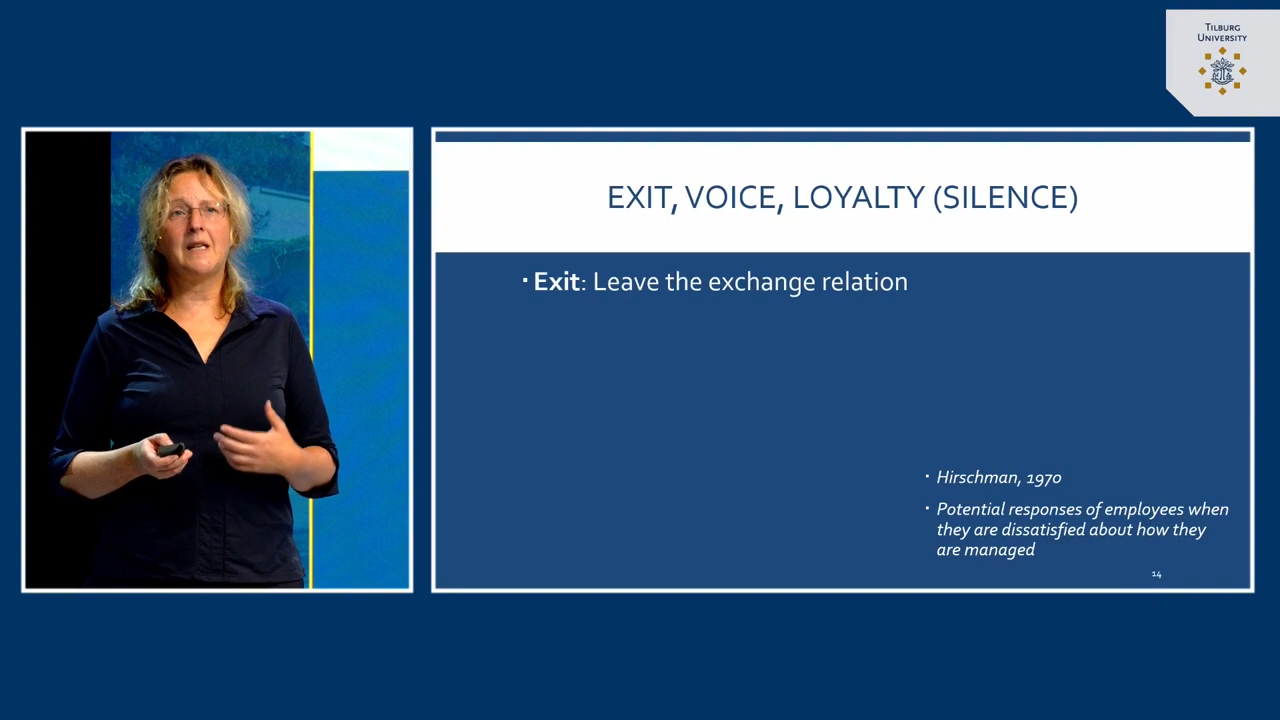 TILBURG
UNIVERSITY
EXIT, VOICE, LOYALTY (SILENCE)
▪ Exit: Leave the exchange relation
▪ Hirschman, 1970
▪ Potential responses of employees when
they are dissatisfied about how they
are managed
14